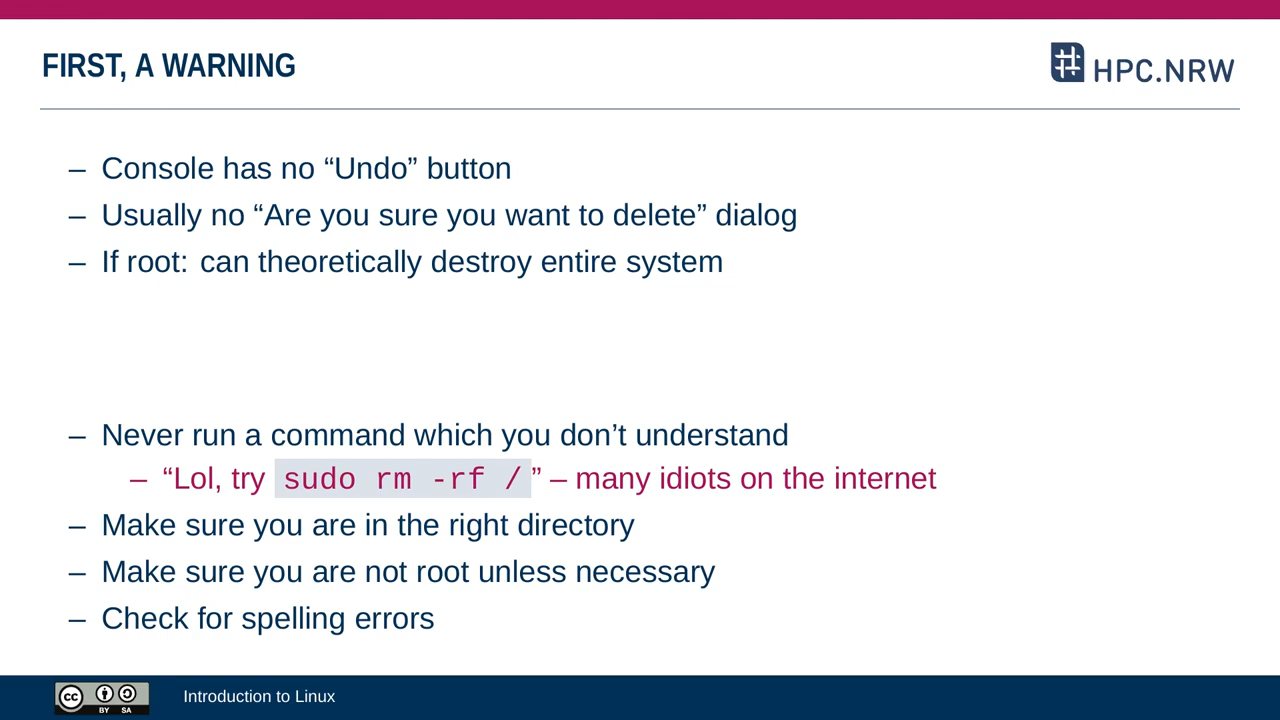 FIRST, A WARNING
HPC.NRW
– Console has no “Undo” button
– Usually no “Are you sure you want to delete” dialog
– If root: can theoretically destroy entire system
– Never run a command which you don’t understand
– “Lol, try sudo rm -rf /” – many idiots on the internet
– Make sure you are in the right directory
– Make sure you are not root unless necessary
– Check for spelling errors
cc BY SA
Introduction to Linux